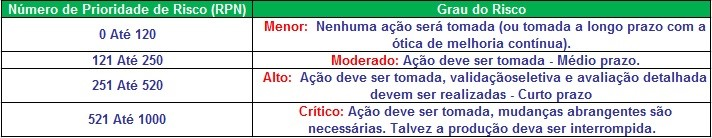 Número de Prioridade de Risco (RPN) Grau do Risco
0 Até 120
Menor: Nenhuma ação será tomada (ou tomada a longo prazo com a
ótica de melhoria contínua).
121 Até 250
Moderado: Ação deve ser tomada - Médio prazo.
251 Até 520
Alto: Ação deve ser tomada, validaçãoseletiva e avaliação detalhada
devem ser realizadas - Curto prazo
521 Até 1000
Crítico: Ação deve ser tomada, mudanças abrangentes são
necessárias. Talvez a produção deva ser interrompida.